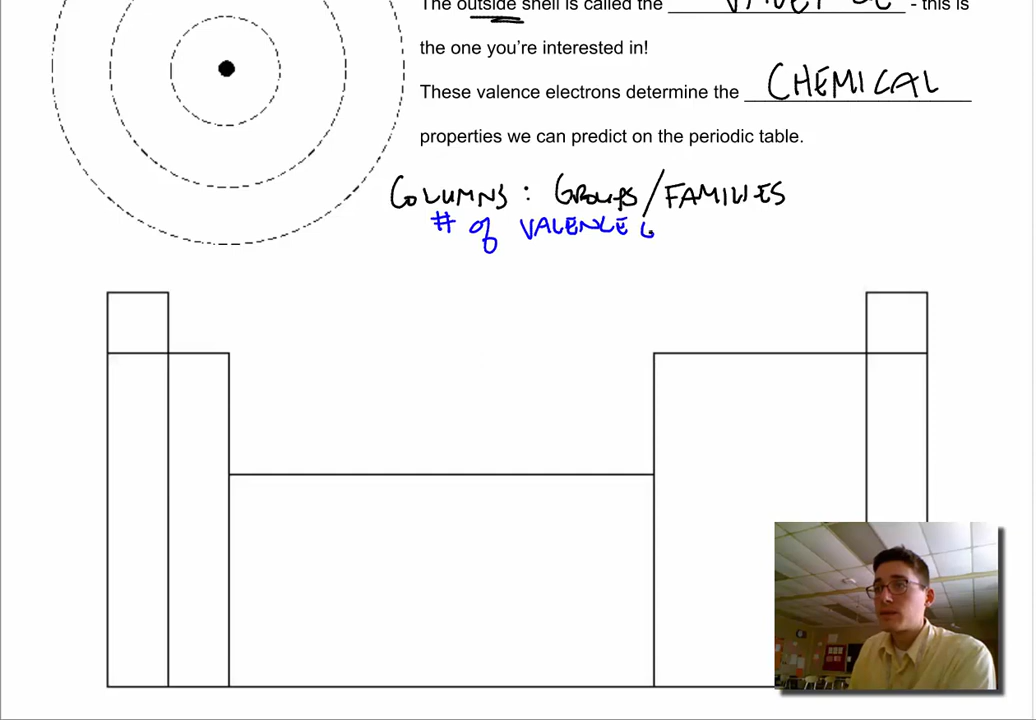 The outside shell is called the VALENCE - this is
the one you're interested in!
These valence electrons determine the CHEMICAL
properties we can predict on the periodic table.
COLUMNS: GROUPS/FAMILIES
# of VALENCE